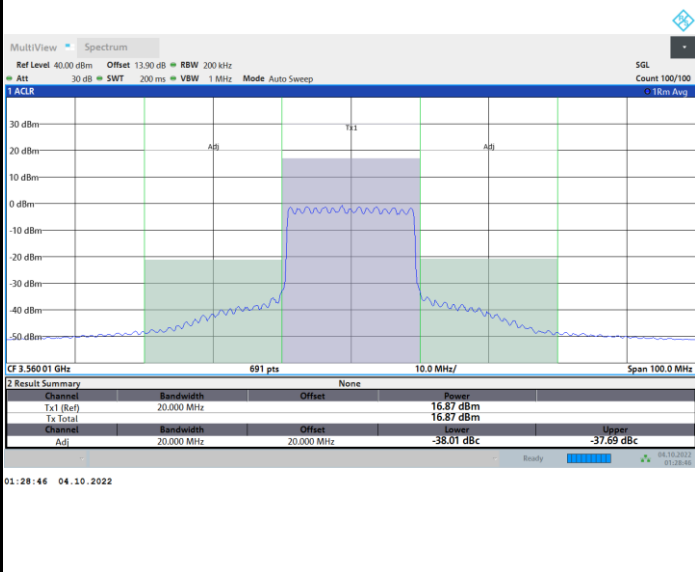 MultiView Spectrum
Ref Level 40.00 dBm Offset 13.90 dB RBW 200 kHz SGL
Att 30 dB SWT 200 ms VBW 1 MHz Mode Auto Sweep Count 100/100
1 ACLR 1Rm Avg
30 dBm
Tx1
20 dBm
Adj Adj
10 dBm
0 dBm
-10 dBm
-20 dBm
-30 dBm
-40 dBm
-50 dBm
CF 3.560 01 GHz 691 pts 10.0 MHz/ Span 100.0 MHz
2 Result Summary None
Channel Bandwidth Offset Power
Tx1 (Ref) 20.000 MHz 16.87 dBm
Tx Total 16.87 dBm
Channel Bandwidth Offset Lower Upper
Adj 20.000 MHz 20.000 MHz -38.01 dBc -37.69 dBc
Ready 04.10.2022
01:28:46
01:28:46 04.10.2022